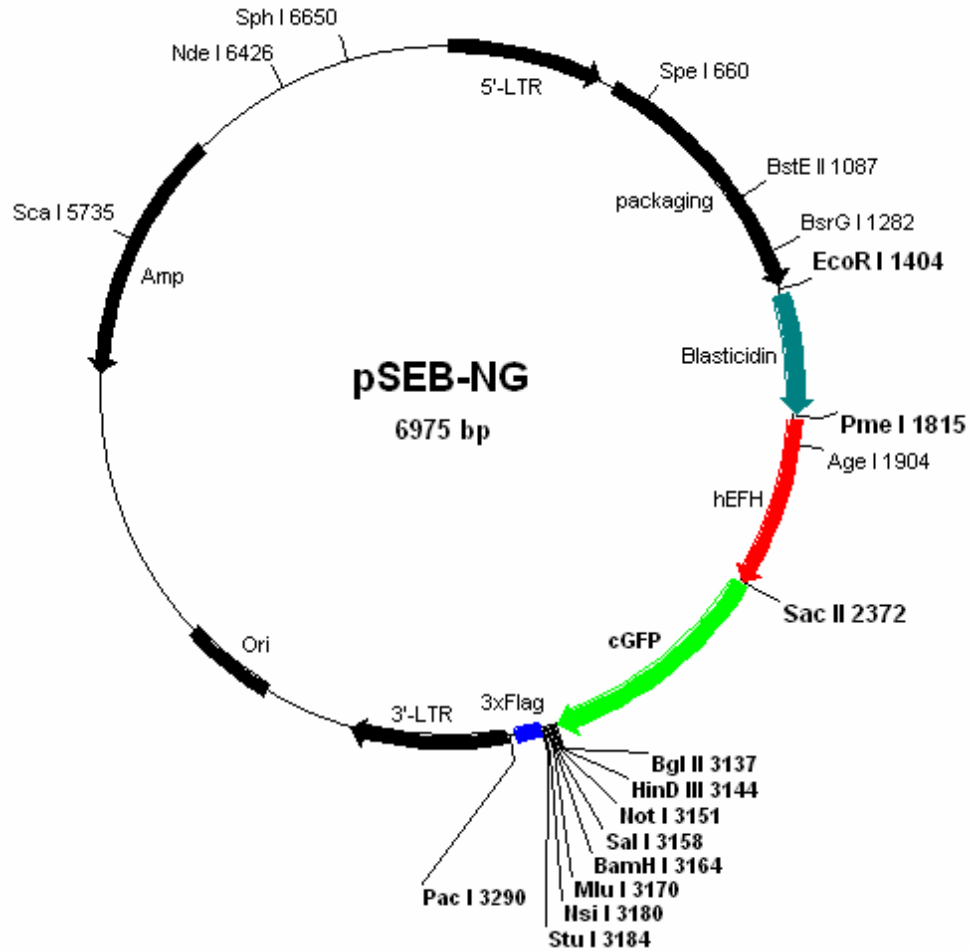 Sph I 6650
Nde I 6426
5'-LTR
Spe I 660
BstE II 1087
packaging
BsrG I 1282
Sca I 5735
EcoR I 1404
Amp
Blasticidin
pSEB-NG
6975 bp
Pme I 1815
Age I 1904
hEFH
Sac II 2372
cGFP
Ori
3xFlag
3'-LTR
Bgl II 3137
HinD III 3144
Not I 3151
Sal I 3158
BamH I 3164
Mlu I 3170
Pac I 3290
Nsi I 3180
Stu I 3184